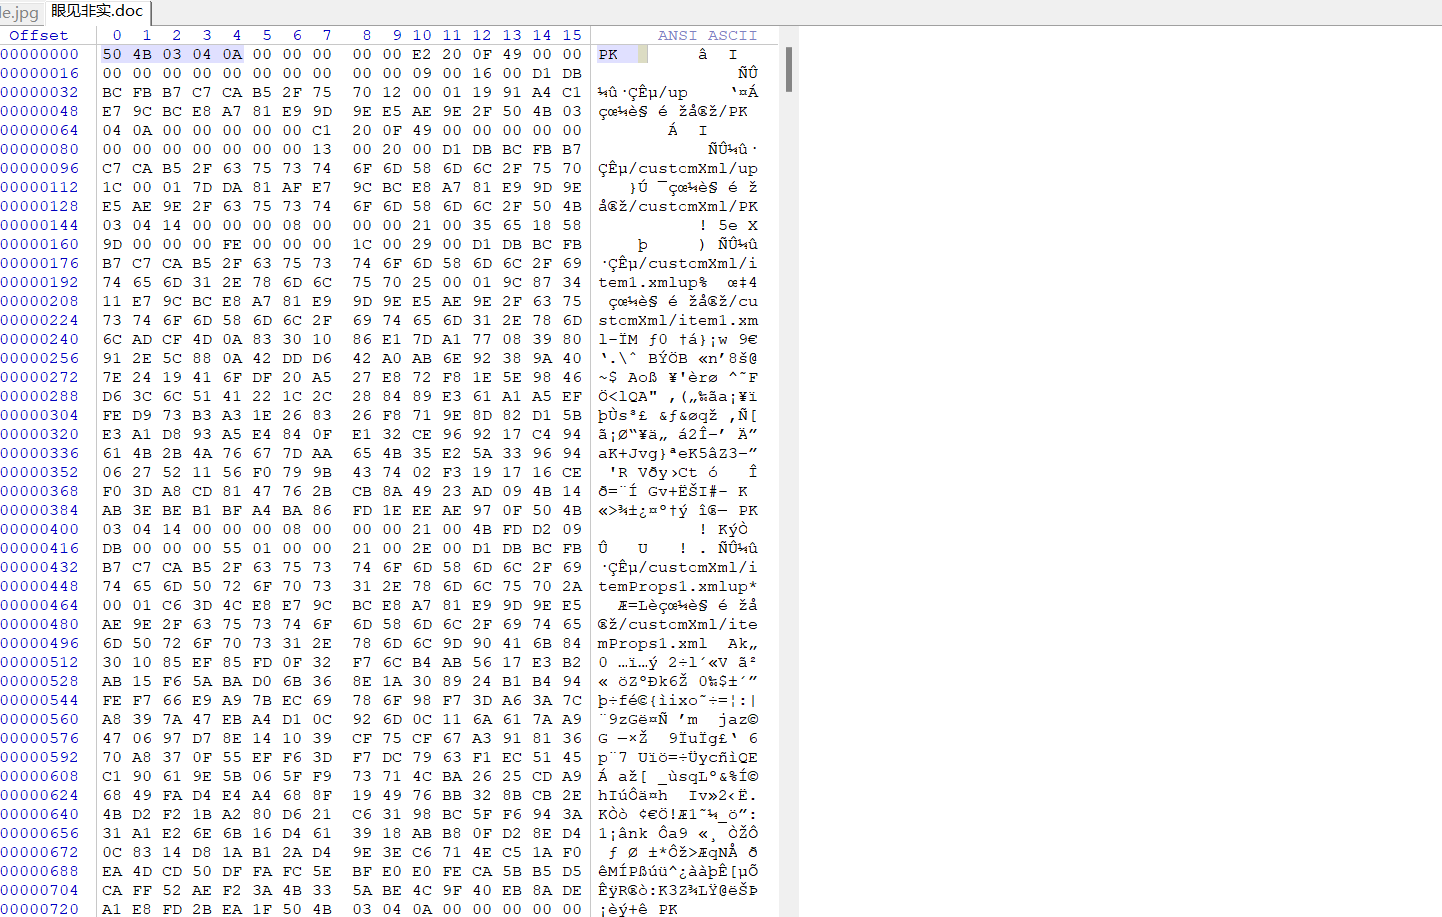 le.jpg 眼见非实.doc
Offset 0 1 2 3 4 5 6 7 8 9 10 11 12 13 14 15 ANSI ASCII
00000000 50 4B 03 04 0A 00 00 00 00 00 E2 20 0F 49 00 00 PK â I
00000016 00 00 00 00 00 00 00 00 00 00 09 00 16 00 D1 DB ÑÛ
00000032 BC FB B7 C7 CA B5 2F 75 70 12 00 01 19 91 A4 C1 ¼û·ÇÊµ/up ‘¤Á
00000048 E7 9C BC E8 A7 81 E9 9D 9E E5 AE 9E 2F 50 4B 03 çœ¼è§ é žå®ž/PK
00000064 04 0A 00 00 00 00 00 C1 20 0F 49 00 00 00 00 00 Á I
00000080 00 00 00 00 00 00 00 13 00 20 00 D1 DB BC FB B7 ÑÛ¼û·
00000096 C7 CA B5 2F 63 75 73 74 6F 6D 58 6D 6C 2F 75 70 ÇÊµ/customXml/up
00000112 1C 00 01 7D DA 81 AF E7 9C BC E8 A7 81 E9 9D 9E }Ú ¯çœ¼è§ é ž
00000128 E5 AE 9E 2F 63 75 73 74 6F 6D 58 6D 6C 2F 50 4B å®ž/customXml/PK
00000144 03 04 14 00 00 00 08 00 00 00 21 00 35 65 18 58 ! 5e X
00000160 9D 00 00 00 FE 00 00 00 1C 00 29 00 D1 DB BC FB þ ) ÑÛ¼û
00000176 B7 C7 CA B5 2F 63 75 73 74 6F 6D 58 6D 6C 2F 69 ·ÇÊµ/customXml/i
00000192 74 65 6D 31 2E 78 6D 6C 75 70 25 00 01 9C 87 34 tem1.xmlup% œ‡4
00000208 11 E7 9C BC E8 A7 81 E9 9D 9E E5 AE 9E 2F 63 75 çœ¼è§ é žå®ž/cu
00000224 73 74 6F 6D 58 6D 6C 2F 69 74 65 6D 31 2E 78 6D stomXml/item1.xm
00000240 6C AD CF 4D 0A 83 30 10 86 E1 7D A1 77 08 39 80 l-ÏM ƒ0 †á}¡w 9€
00000256 91 2E 5C 88 0A 42 DD D6 42 A0 AB 6E 92 38 9A 40 ‘.\ˆ BÝÖB «n’8š@
00000272 7E 24 19 41 6F DF 20 A5 27 E8 72 F8 1E 5E 98 46 ~$ Aoß ¥'èrø ^˜F
00000288 D6 3C 6C 51 41 22 1C 2C 28 84 89 E3 61 A1 A5 EF Ö<lQA" ,(„‰ãa¡¥ï
00000304 FE D9 73 B3 A3 1E 26 83 26 F8 71 9E 8D 82 D1 5B þÙs³£ &ƒ&øqž ‚Ñ[
00000320 E3 A1 D8 93 A5 E4 84 0F E1 32 CE 96 92 17 C4 94 ã¡Ø“¥ä„ á2Î–’ Ä”
00000336 61 4B 2B 4A 76 67 7D AA 65 4B 35 E2 5A 33 96 94 aK+Jvg}ªeK5âZ3–”
00000352 06 27 52 11 56 F0 79 9B 43 74 02 F3 19 17 16 CE 'R Vðy›Ct ó Î
00000368 F0 3D A8 CD 81 47 76 2B CB 8A 49 23 AD 09 4B 14 ð=¨Í Gv+ËŠI#- K
00000384 AB 3E BE B1 BF A4 BA 86 FD 1E EE AE 97 0F 50 4B «>¾±¿¤º†ý î®— PK
00000400 03 04 14 00 00 00 08 00 00 00 21 00 4B FD D2 09 ! KýÒ
00000416 DB 00 00 00 55 01 00 00 21 00 2E 00 D1 DB BC FB Û U ! . ÑÛ¼û
00000432 B7 C7 CA B5 2F 63 75 73 74 6F 6D 58 6D 6C 2F 69 ·ÇÊµ/customXml/i
00000448 74 65 6D 50 72 6F 70 73 31 2E 78 6D 6C 75 70 2A temProps1.xmlup*
00000464 00 01 C6 3D 4C E8 E7 9C BC E8 A7 81 E9 9D 9E E5 Æ=Lèçœ¼è§ é žå
00000480 AE 9E 2F 63 75 73 74 6F 6D 58 6D 6C 2F 69 74 65 ®ž/customXml/ite
00000496 6D 50 72 6F 70 73 31 2E 78 6D 6C 9D 90 41 6B 84 mProps1.xml Ak„
00000512 30 10 85 EF 85 FD 0F 32 F7 6C B4 AB 56 17 E3 B2 0 …ï…ý 2÷l´«V ã²
00000528 AB 15 F6 5A BA D0 6B 36 8E 1A 30 89 24 B1 B4 94 « öZºÐk6Ž 0‰$±´”
00000544 FE F7 66 E9 A9 7B EC 69 78 6F 98 F7 3D A6 3A 7C þ÷fé©{ìixo˜÷=¦:|
00000560 A8 39 7A 47 EB A4 D1 0C 92 6D 0C 11 6A 61 7A A9 ¨9zGë¤Ñ ’m jaz©
00000576 47 06 97 D7 8E 14 10 39 CF 75 CF 67 A3 91 81 36 G —×Ž 9ÏuÏg£‘ 6
00000592 70 A8 37 0F 55 EF F6 3D F7 DC 79 63 F1 EC 51 45 p¨7 Uïö=÷ÜycñìQE
00000608 C1 90 61 9E 5B 06 5F F9 73 71 4C BA 26 25 CD A9 Á až[ _ùsqLº&%Í©
00000624 68 49 FA D4 E4 A4 68 8F 19 49 76 BB 32 8B CB 2E hIúÔä¤h Iv»2‹Ë.
00000640 4B D2 F2 1B A2 80 D6 21 C6 31 98 BC 5F F6 94 3A KÒò ¢€Ö!Æ1˜¼_ö”:
00000656 31 A1 E2 6E 6B 16 D4 61 39 18 AB B8 0F D2 8E D4 1¡ânk Ôa9 «¸ ÒŽÔ
00000672 0C 83 14 D8 1A B1 2A D4 9E 3E C6 71 4E C5 1A F0 ƒ Ø ±*Ôž>ÆqNÅ ð
00000688 EA 4D CD 50 DF FA FC 5E BF E0 E0 FE CA 5B B5 D5 êMÍPßúü^¿ààþÊ[µÕ
00000704 CA FF 52 AE F2 3A 4B 33 5A BE 4C 9F 40 EB 8A DE ÊÿR®ò:K3Z¾LŸ@ëŠÞ
00000720 A1 E8 FD 2B EA 1F 50 4B 03 04 0A 00 00 00 00 00 ¡èý+ê PK